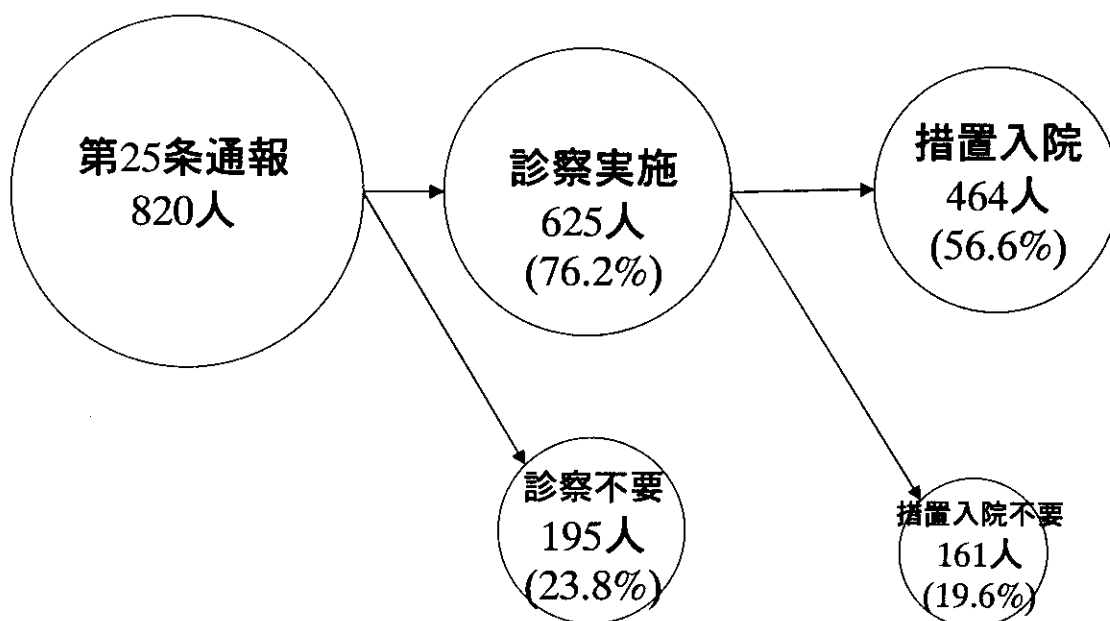 第25条通報
820人
診察実施
625人
(76.2%)
措置入院
464人
(56.6%)
診察不要
195人
(23.8%)
措置入院不要
161人
(19.6%)